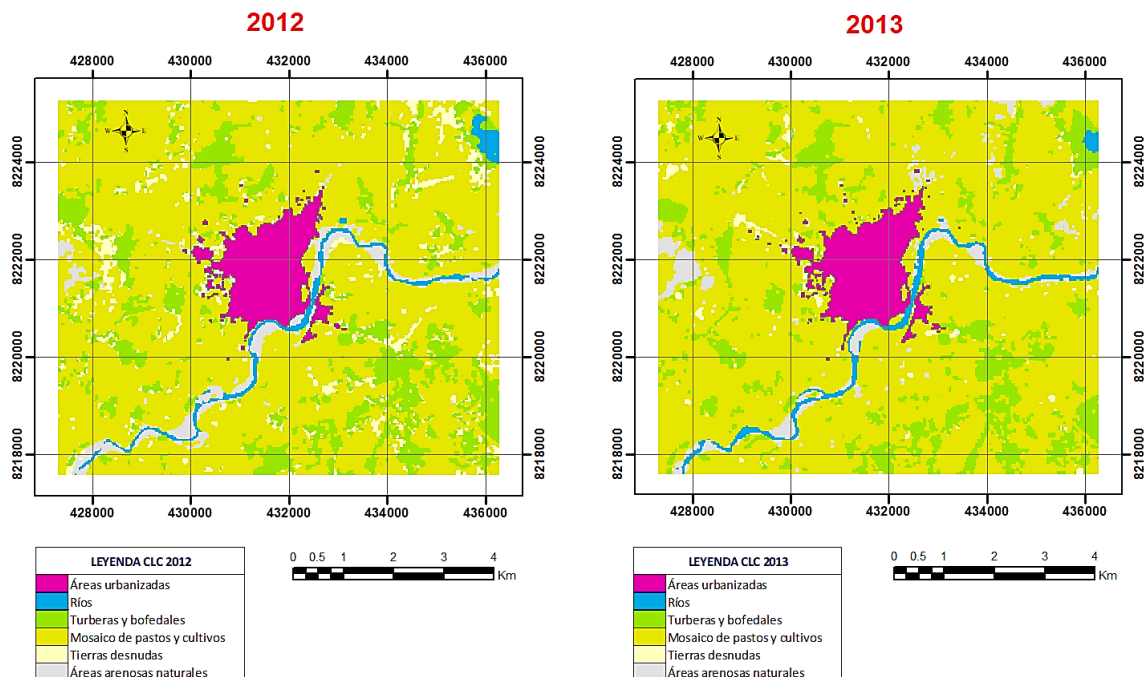 2012
428000 430000 432000 434000 436000
N
W E
S
8224000 8224000
8222000 8222000
8220000 8220000
8218000 8218000
428000 430000 432000 434000 436000
LEYENDA CLC 2012
Áreas urbanizadas
Ríos
Turberas y bofedales
Mosaico de pastos y cultivos
Tierras desnudas
Áreas arenosas naturales
0 0.5 1 2 3 4
Km
2013
428000 430000 432000 434000 436000
N
W E
S
8224000 8224000
8222000 8222000
8220000 8220000
8218000 8218000
428000 430000 432000 434000 436000
LEYENDA CLC 2013
Áreas urbanizadas
Ríos
Turberas y bofedales
Mosaico de pastos y cultivos
Tierras desnudas
Áreas arenosas naturales
0 0.5 1 2 3 4
Km